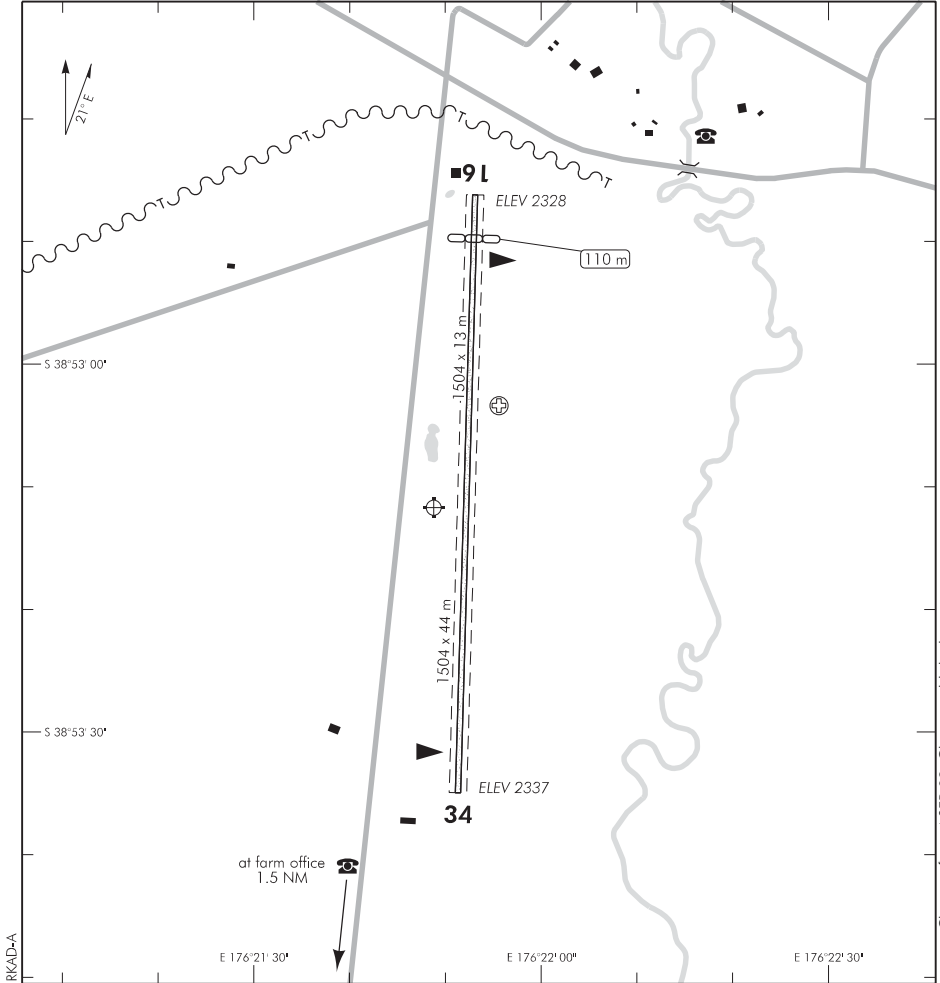 21° E
T
T
T
T
16
ELEV 2328
110 m
1504 x 13 m
S 38°53' 00"
1504 x 44 m
S 38°53' 30"
ELEV 2337
34
at farm office
1.5 NM
E 176°21' 30"
E 176°22' 00"
E 176°22' 30"
RKAD-A